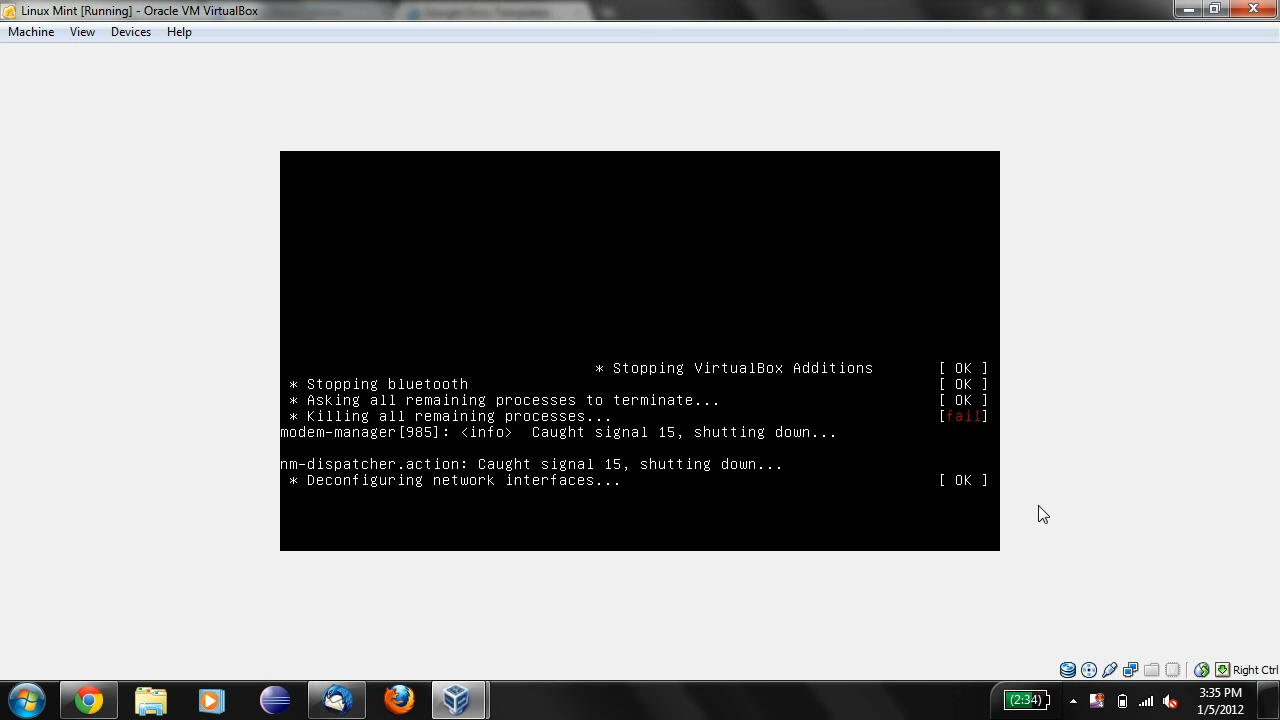 Linux Mint [Running] - Oracle VM VirtualBox
Machine View Devices Help
* Stopping VirtualBox Additions [ OK ]
* Stopping bluetooth [ OK ]
* Asking all remaining processes to terminate... [ OK ]
* Killing all remaining processes... [fail]
modem-manager[985]: <info>  Caught signal 15, shutting down...
nm-dispatcher.action: Caught signal 15, shutting down...
* Deconfiguring network interfaces... [ OK ]
Right Ctrl
(2:34)
3:35 PM
1/5/2012